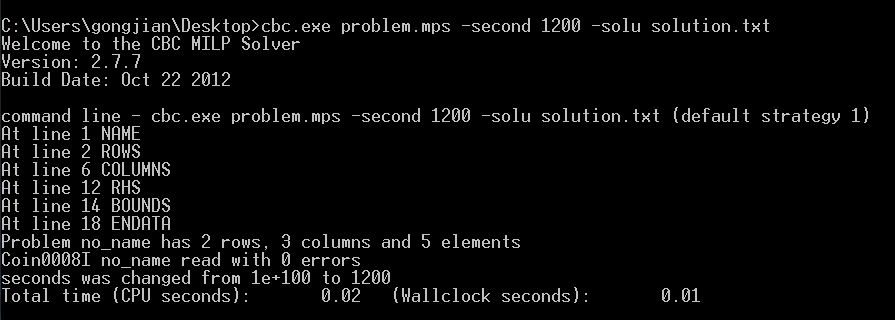 C:\Users\gongjian\Desktop>cbc.exe problem.mps -second 1200 -solu solution.txt
Welcome to the CBC MILP Solver
Version: 2.7.7
Build Date: Oct 22 2012
command line - cbc.exe problem.mps -second 1200 -solu solution.txt (default strategy 1)
At line 1 NAME
At line 2 ROWS
At line 6 COLUMNS
At line 12 RHS
At line 14 BOUNDS
At line 18 ENDATA
Problem no_name has 2 rows, 3 columns and 5 elements
Coin0008I no_name read with 0 errors
seconds was changed from 1e+100 to 1200
Total time (CPU seconds):       0.02   (Wallclock seconds):       0.01